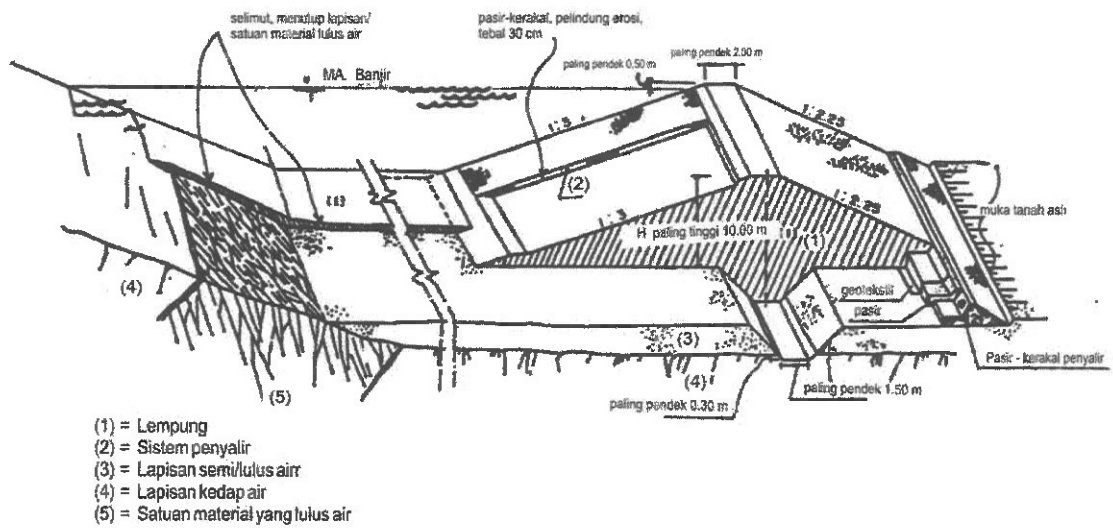 selimut, menutup lapisan/
satuan material lulus air
pasir-kerakal, pelindung erosi,
tebal 30 cm
paling pendek 2.00 m
paling pendek 0.50 m
MA. Banjir
1:3
1:2.25
(2)
1:3
1:2.25
muka tanah asli
H paling tinggi 10.00 m
(1)
geotekstil
pasir
(4)
(3)
(4)
Pasir - kerakal penyalir
(5)
paling pendek 0.30 m
paling pendek 1.50 m
(1) = Lempung
(2) = Sistem penyalir
(3) = Lapisan semi/lulus airr
(4) = Lapisan kedap air
(5) = Satuan material yang lulus air